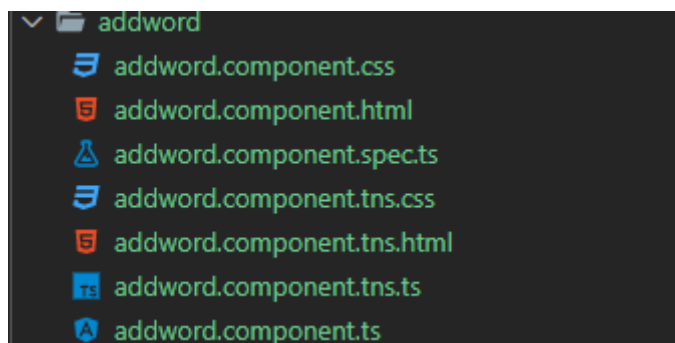 addword
addword.component.css
addword.component.html
addword.component.spec.ts
addword.component.tns.css
addword.component.tns.html
TS addword.component.tns.ts
addword.component.ts